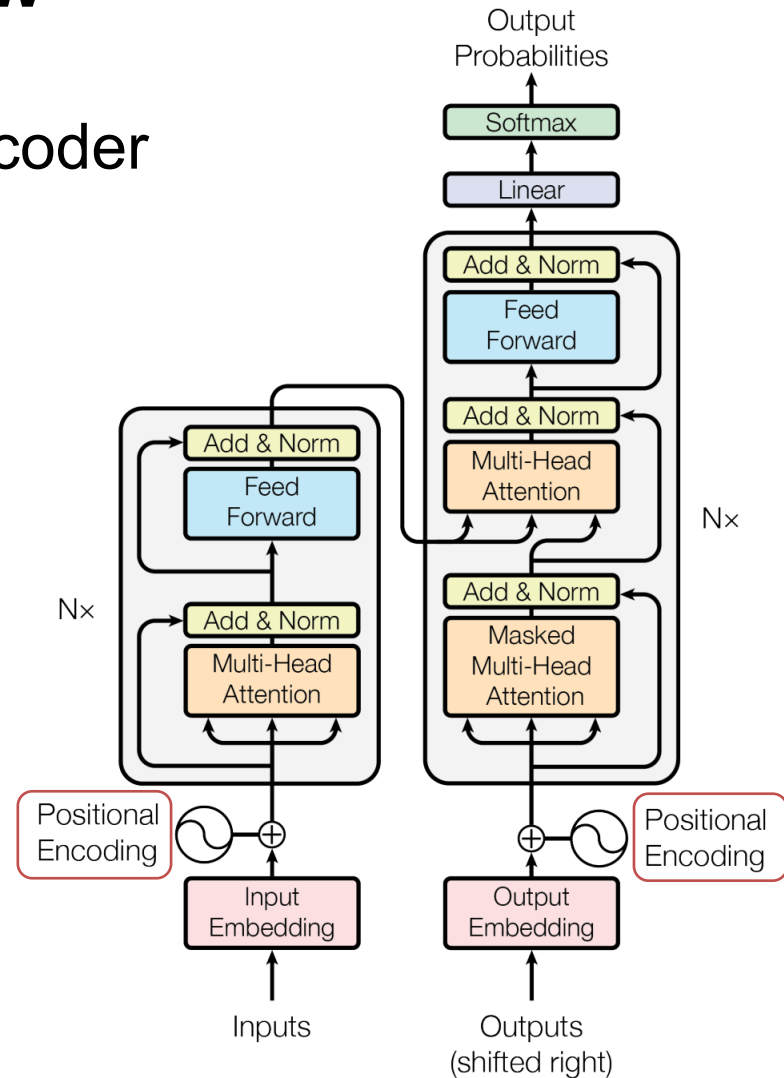 coder
Output
Probabilities
Softmax
Linear
Add & Norm
Feed
Forward
Add & Norm
Multi-Head
Attention
Nx
Add & Norm
Masked
Multi-Head
Attention
Add & Norm
Feed
Forward
Nx
Add & Norm
Multi-Head
Attention
Positional
Encoding
Positional
Encoding
Input
Embedding
Output
Embedding
Inputs
Outputs
(shifted right)